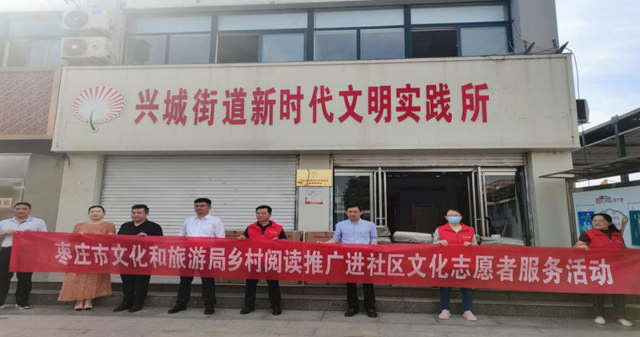 兴城街道新时代文明实践所
枣庄市文化和旅游局乡村阅读推广进社区文化志愿者服务活动